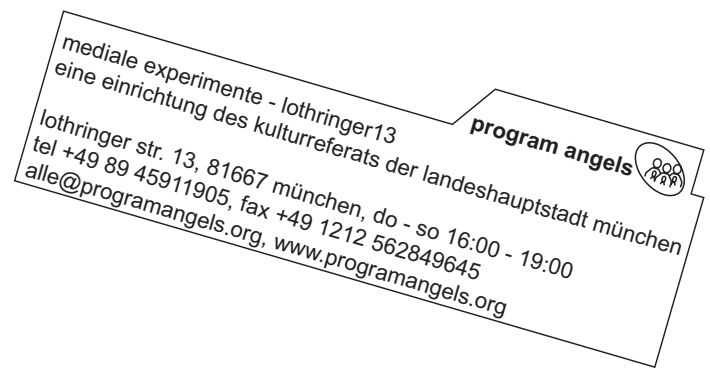 program angels
mediale experimente - lothringer13
eine einrichtung des kulturreferats der landeshauptstadt münchen
lothringer str. 13, 81667 münchen, do - so 16:00 - 19:00
tel +49 89 45911905, fax +49 1212 562849645
alle@programangels.org, www.programangels.org